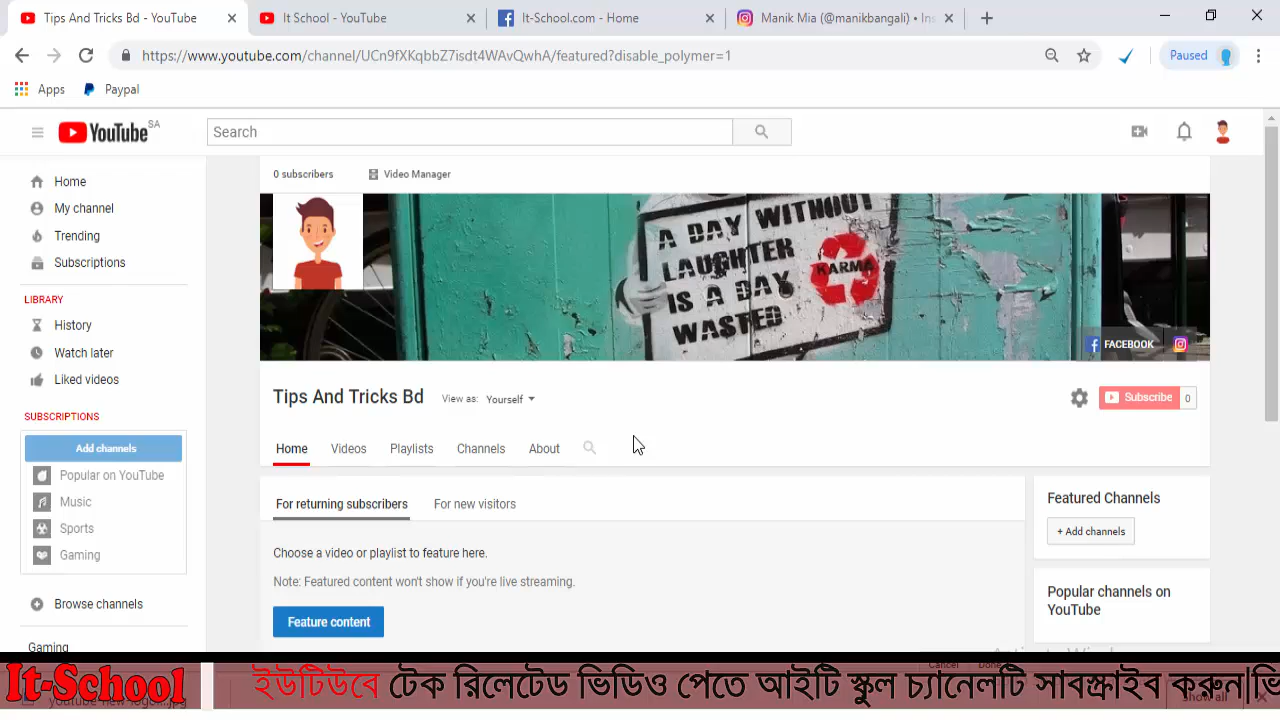 Tips And Tricks Bd - YouTube
It School - YouTube
It-School.com - Home
Manik Mia (@manikbangali) • Ins
https://www.youtube.com/channel/UCn9fXKqbbZ7isdt4WAvQwhA/featured?disable_polymer=1
Paused
Apps
Paypal
YouTube SA
Search
0 subscribers
Video Manager
Home
My channel
Trending
Subscriptions
LIBRARY
History
Watch later
Liked videos
SUBSCRIPTIONS
Add channels
Popular on YouTube
Music
Sports
Gaming
Browse channels
Gaming
A DAY WITHOUT
LAUGHTER
IS A DAY
WASTED
KARMA
FACEBOOK
Tips And Tricks Bd
View as: Yourself
Subscribe 0
Home
Videos
Playlists
Channels
About
For returning subscribers
For new visitors
Choose a video or playlist to feature here.
Note: Featured content won't show if you're live streaming.
Feature content
Featured Channels
+ Add channels
Popular channels on
YouTube
Cancel
Done
It-School
ইউটিউবে টেক রিলেটেড ভিডিও পেতে আইটি স্কুল চ্যানেলটি সাবস্ক্রাইব করুন|ভি
Show all